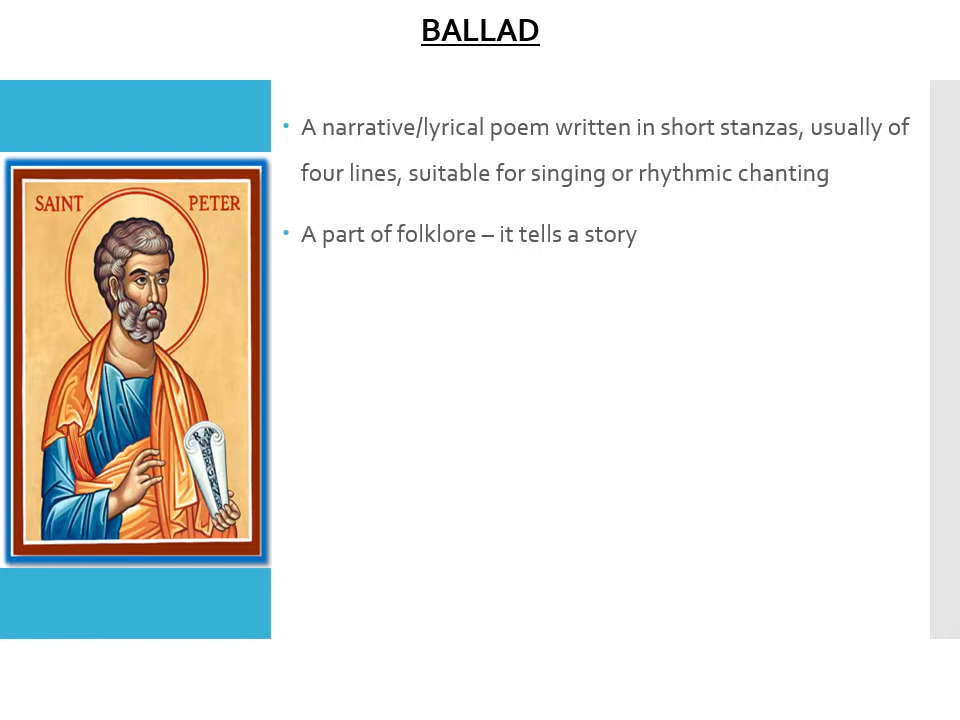 BALLAD
• A narrative/lyrical poem written in short stanzas, usually of
four lines, suitable for singing or rhythmic chanting
• A part of folklore – it tells a story
SAINT PETER